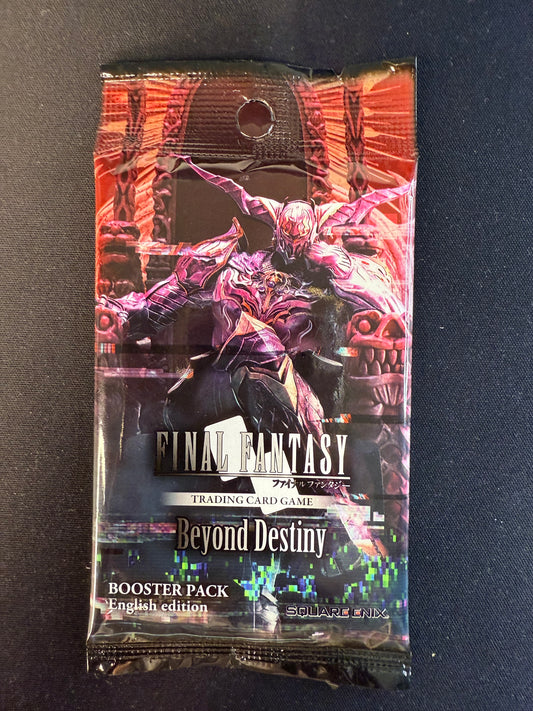 FINAL FANTASY
ファイナルファンタジー
TRADING CARD GAME
Beyond Destiny
BOOSTER PACK
English edition
SQUARE ENIX